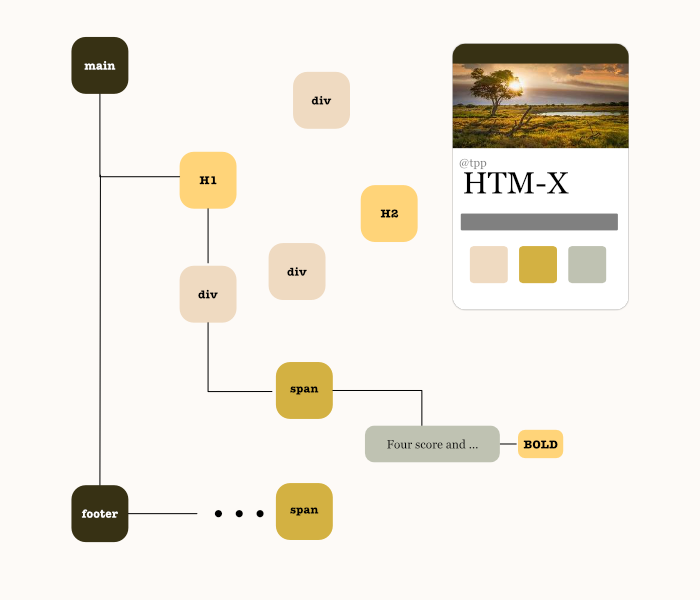 main
div
@tpp
HTM-X
H1
H2
div
div
span
Four score and ...
BOLD
footer
span